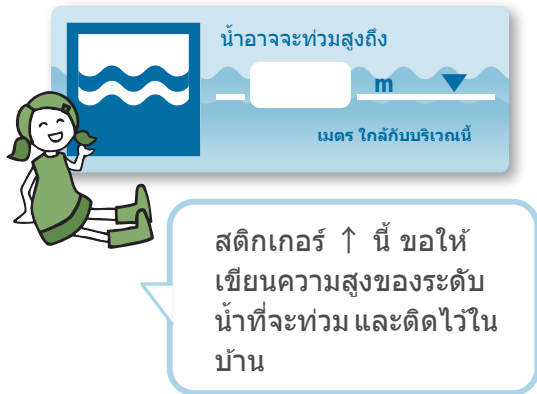 น้ำอาจจะท่วมสูงถึง
m
เมตร ใกล้กับบริเวณนี้
สติกเกอร์ ↑ นี้ ขอให้
เขียนความสูงของระดับ
น้ำที่จะท่วม และติดไว้ใน
บ้าน